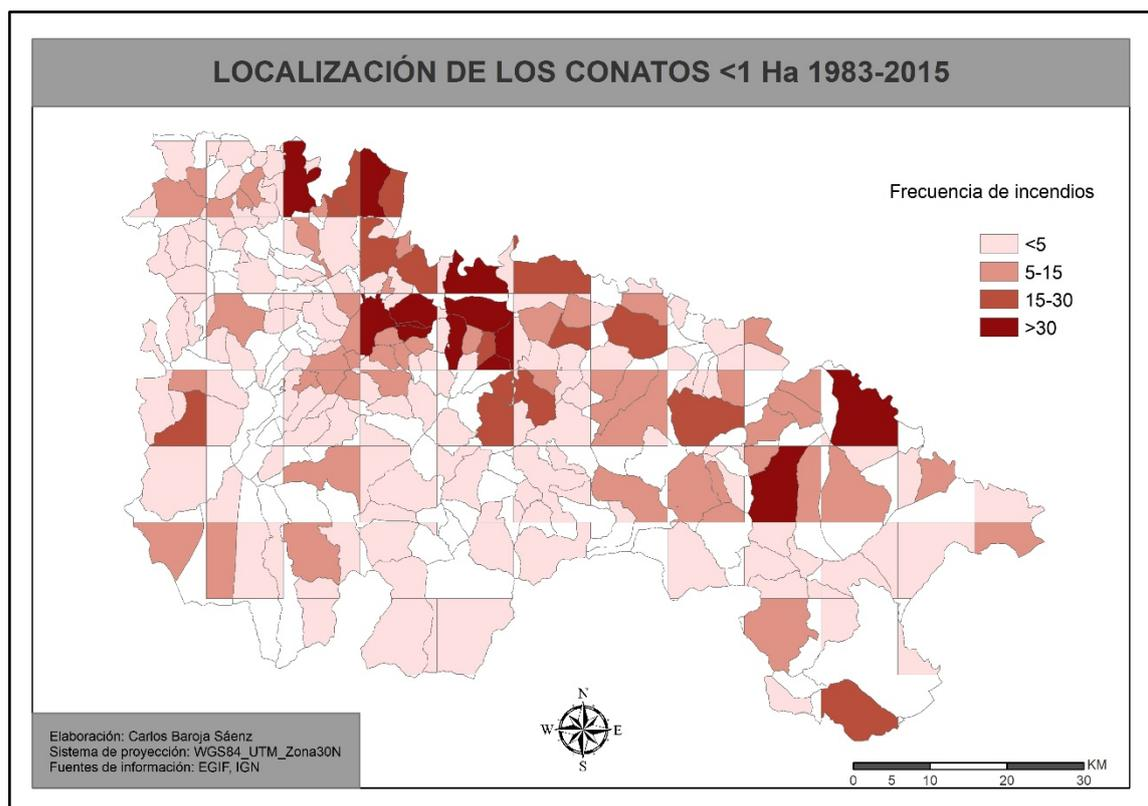 LOCALIZACIÓN DE LOS CONATOS <1 Ha 1983-2015
Frecuencia de incendios
<5
5-15
15-30
>30
N
W E
S
Elaboración: Carlos Baroja Sáenz
Sistema de proyección: WGS84_UTM_Zona30N
Fuentes de información: EGIF, IGN
KM
0 5 10 20 30